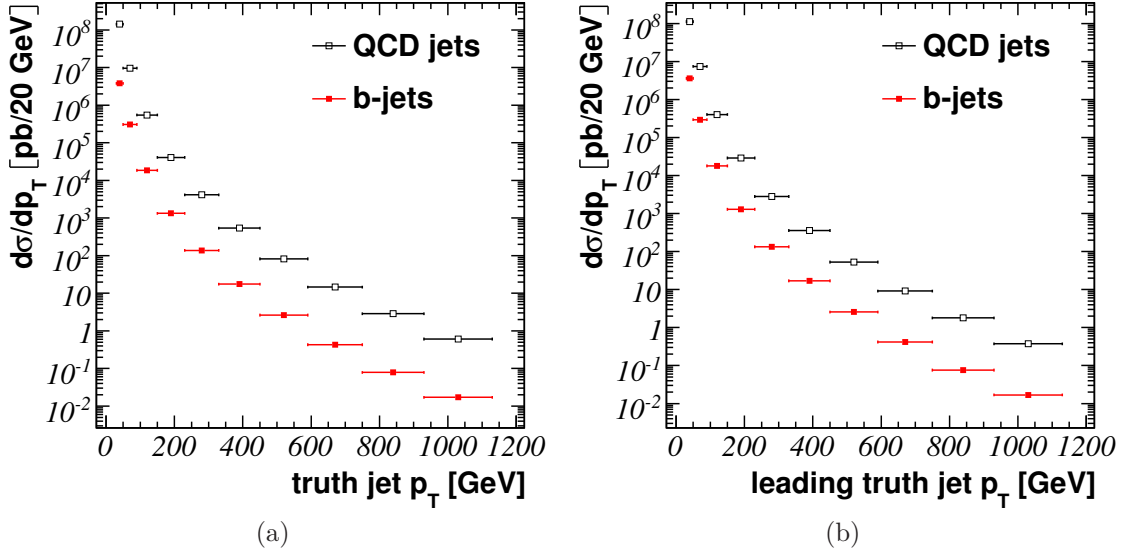 dσ/dp_T [pb/20 GeV]
10^8
10^7
10^6
10^5
10^4
10^3
10^2
10
1
10^-1
10^-2
QCD jets
b-jets
0 200 400 600 800 1000 1200
truth jet p_T [GeV]
(a)
dσ/dp_T [pb/20 GeV]
10^8
10^7
10^6
10^5
10^4
10^3
10^2
10
1
10^-1
10^-2
QCD jets
b-jets
0 200 400 600 800 1000 1200
leading truth jet p_T [GeV]
(b)